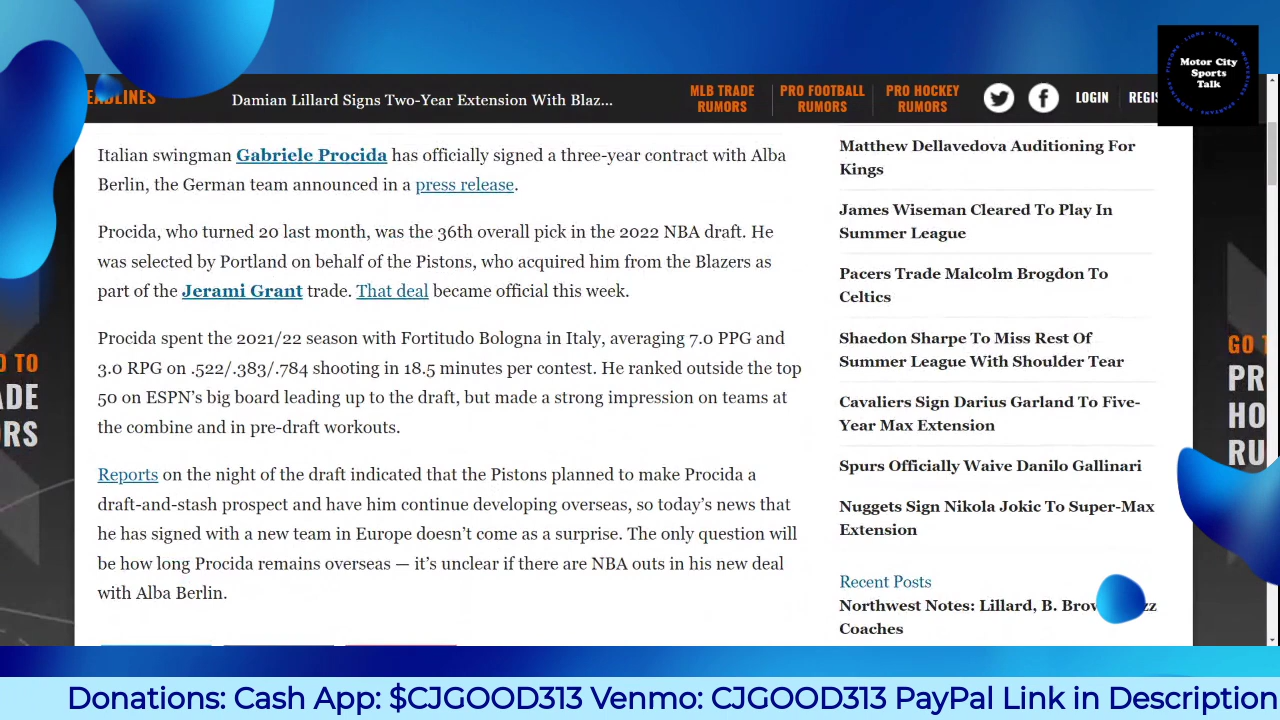 Motor City
Sports
Talk
EADLINES
Damian Lillard Signs Two-Year Extension With Blaz...
MLB TRADE
RUMORS
PRO FOOTBALL
RUMORS
PRO HOCKEY
RUMORS
LOGIN
REGIS
Italian swingman Gabriele Procida has officially signed a three-year contract with Alba
Berlin, the German team announced in a press release.
Procida, who turned 20 last month, was the 36th overall pick in the 2022 NBA draft. He
was selected by Portland on behalf of the Pistons, who acquired him from the Blazers as
part of the Jerami Grant trade. That deal became official this week.
Procida spent the 2021/22 season with Fortitudo Bologna in Italy, averaging 7.0 PPG and
3.0 RPG on .522/.383/.784 shooting in 18.5 minutes per contest. He ranked outside the top
50 on ESPN’s big board leading up to the draft, but made a strong impression on teams at
the combine and in pre-draft workouts.
Reports on the night of the draft indicated that the Pistons planned to make Procida a
draft-and-stash prospect and have him continue developing overseas, so today’s news that
he has signed with a new team in Europe doesn’t come as a surprise. The only question will
be how long Procida remains overseas — it’s unclear if there are NBA outs in his new deal
with Alba Berlin.
Matthew Dellavedova Auditioning For
Kings
James Wiseman Cleared To Play In
Summer League
Pacers Trade Malcolm Brogdon To
Celtics
Shaedon Sharpe To Miss Rest Of
Summer League With Shoulder Tear
Cavaliers Sign Darius Garland To Five-
Year Max Extension
Spurs Officially Waive Danilo Gallinari
Nuggets Sign Nikola Jokic To Super-Max
Extension
Recent Posts
Northwest Notes: Lillard, B. Brow zz
Coaches
O TO
ADE
ORS
GO T
PR
HO
RU
Donations: Cash App: $CJGOOD313 Venmo: CJGOOD313 PayPal Link in Description